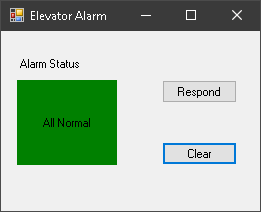 Elevator Alarm
Alarm Status
All Normal
Respond
Clear